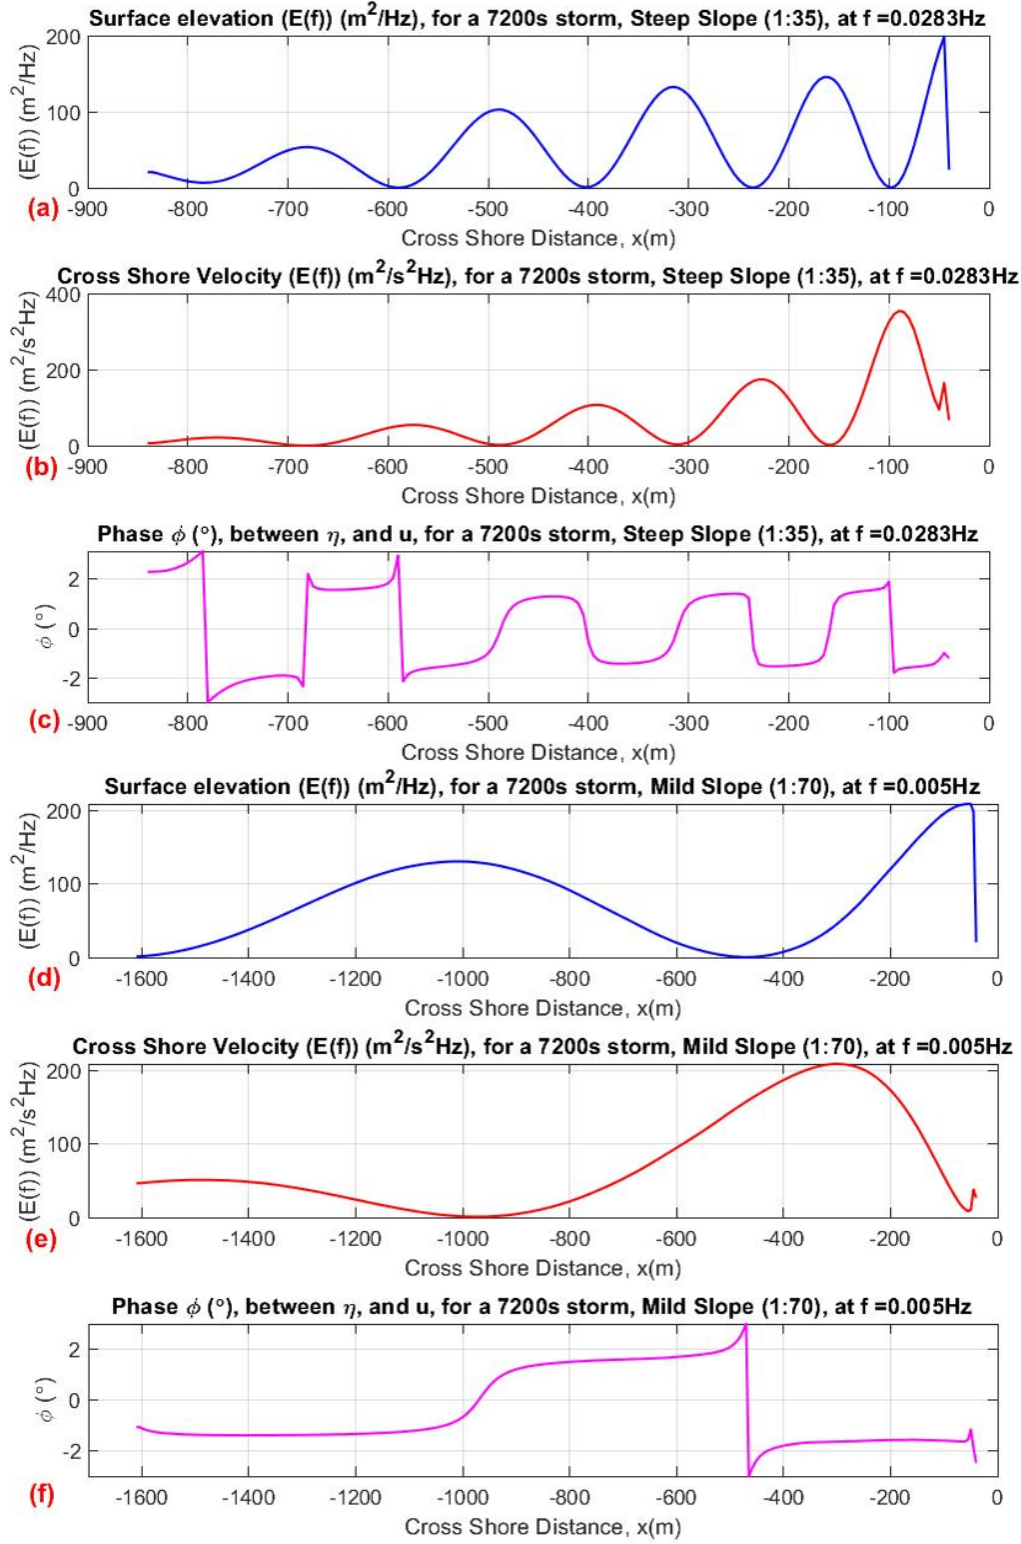 Surface elevation (E(f)) (m²/Hz), for a 7200s storm, Steep Slope (1:35), at f =0.0283Hz
(E(f)) (m²/Hz)
200
100
0
-900 -800 -700 -600 -500 -400 -300 -200 -100 0
Cross Shore Distance, x(m)
(a)
Cross Shore Velocity (E(f)) (m²/s²Hz), for a 7200s storm, Steep Slope (1:35), at f =0.0283Hz
(E(f)) (m²/s²Hz)
400
200
0
-900 -800 -700 -600 -500 -400 -300 -200 -100 0
Cross Shore Distance, x(m)
(b)
Phase ϕ (°), between η, and u, for a 7200s storm, Steep Slope (1:35), at f =0.0283Hz
ϕ (°)
2
0
-2
-900 -800 -700 -600 -500 -400 -300 -200 -100 0
Cross Shore Distance, x(m)
(c)
Surface elevation (E(f)) (m²/Hz), for a 7200s storm, Mild Slope (1:70), at f =0.005Hz
(E(f)) (m²/Hz)
200
100
0
-1600 -1400 -1200 -1000 -800 -600 -400 -200 0
Cross Shore Distance, x(m)
(d)
Cross Shore Velocity (E(f)) (m²/s²Hz), for a 7200s storm, Mild Slope (1:70), at f =0.005Hz
(E(f)) (m²/s²Hz)
200
100
0
-1600 -1400 -1200 -1000 -800 -600 -400 -200 0
Cross Shore Distance, x(m)
(e)
Phase ϕ (°), between η, and u, for a 7200s storm, Mild Slope (1:70), at f =0.005Hz
ϕ (°)
2
0
-2
-1600 -1400 -1200 -1000 -800 -600 -400 -200 0
Cross Shore Distance, x(m)
(f)